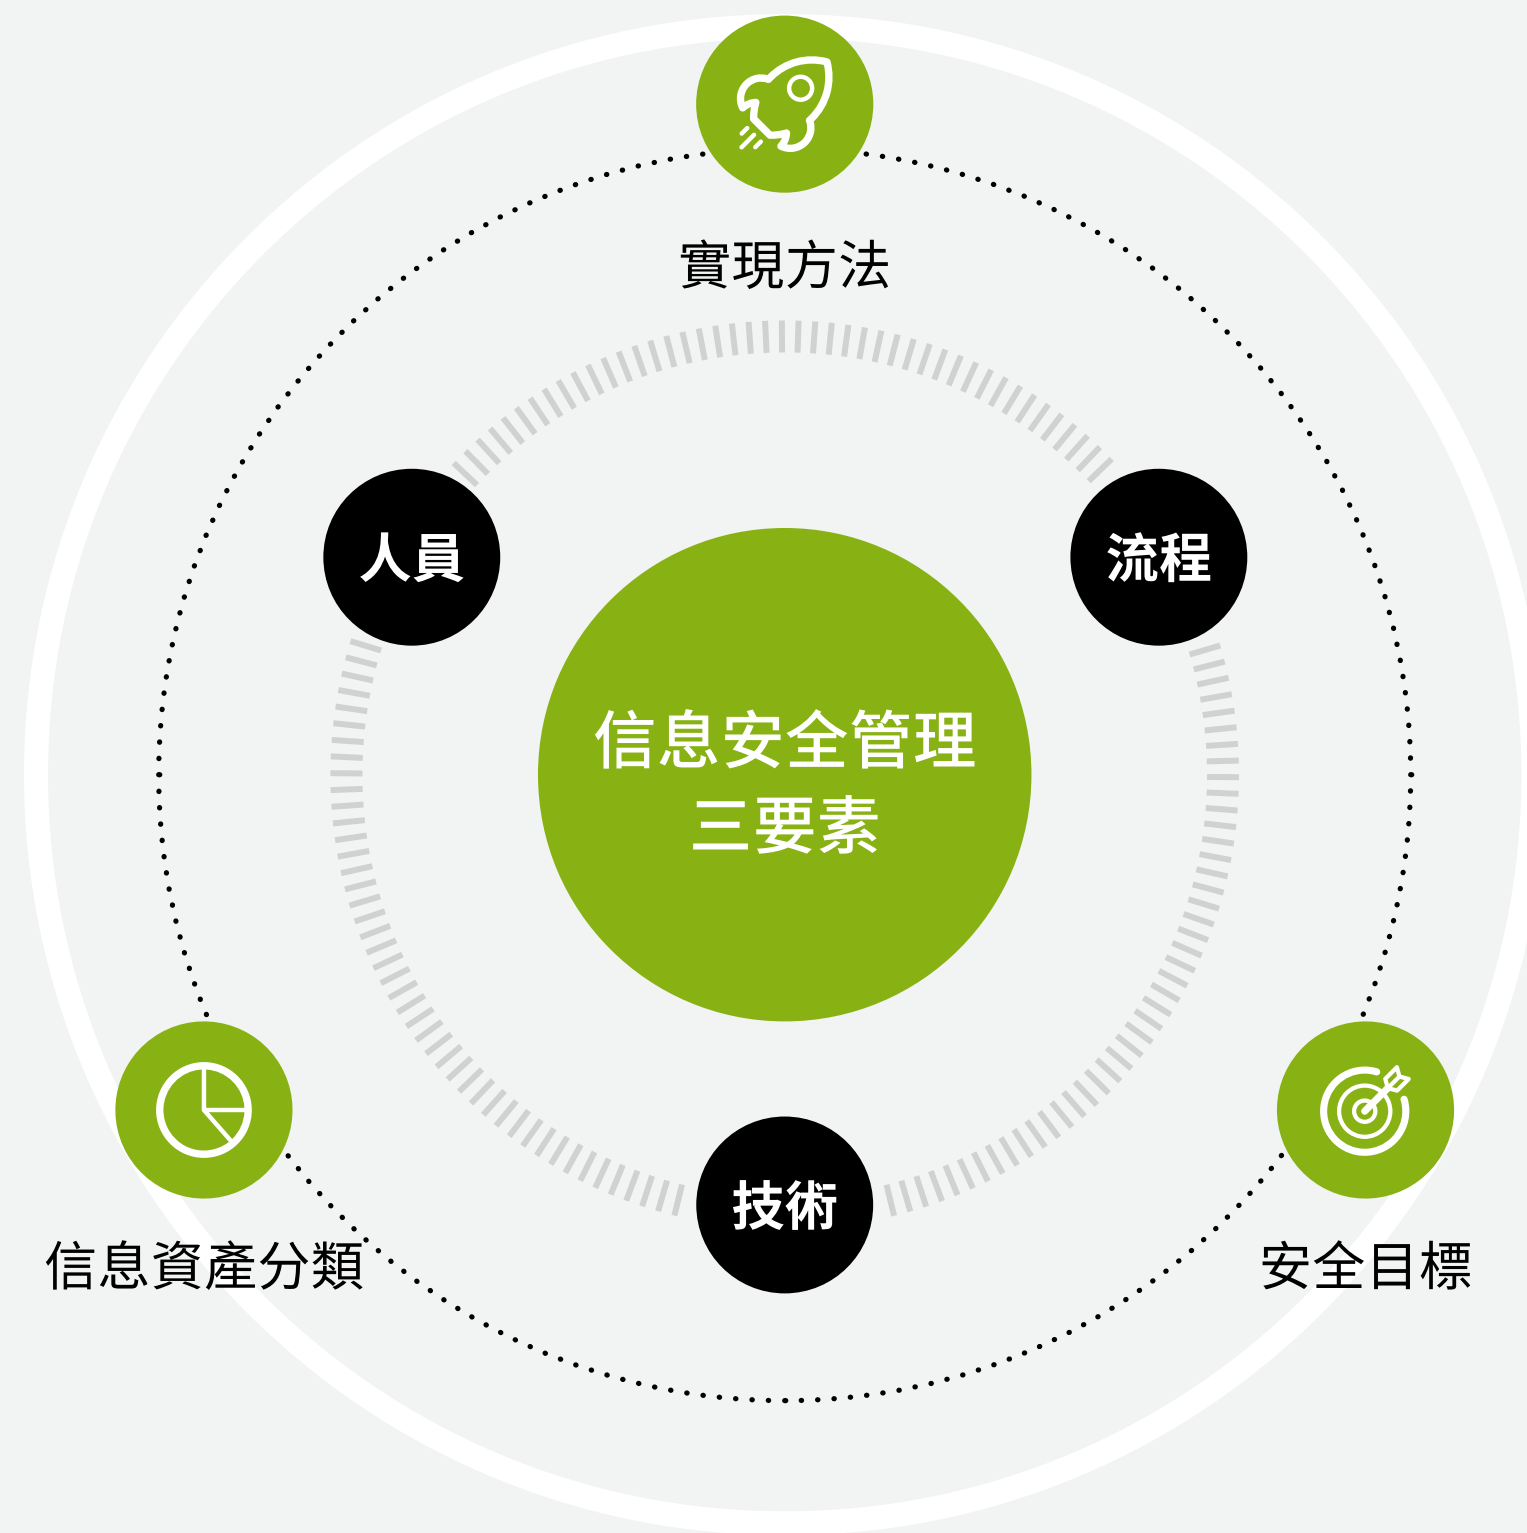 實現方法
人員
流程
信息安全管理
三要素
技術
信息資產分類
安全目標